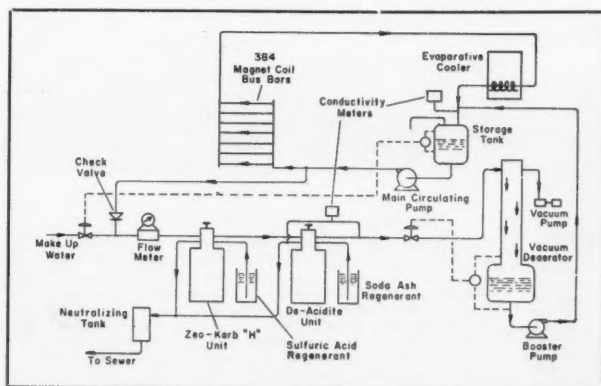 384
Magnet Coil
Bus Bars
Evaporative
Cooler
Conductivity
Meters
Storage
Tank
Check
Valve
Main Circulating
Pump
Make Up
Water
Flow
Meter
Vacuum
Pump
Vacuum
Deaerator
Soda Ash
Regenerant
De-Acidite
Unit
Neutralizing
Tank
Zeo-Karb "H"
Unit
Sulfuric Acid
Regenerant
To Sewer
Booster
Pump